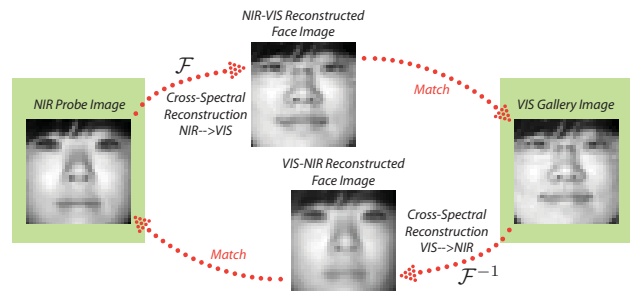 NIR-VIS Reconstructed
Face Image
NIR Probe Image
F
Cross-Spectral
Reconstruction
NIR-->VIS
Match
VIS Gallery Image
VIS-NIR Reconstructed
Face Image
Cross-Spectral
Reconstruction
VIS-->NIR
Match
F⁻¹